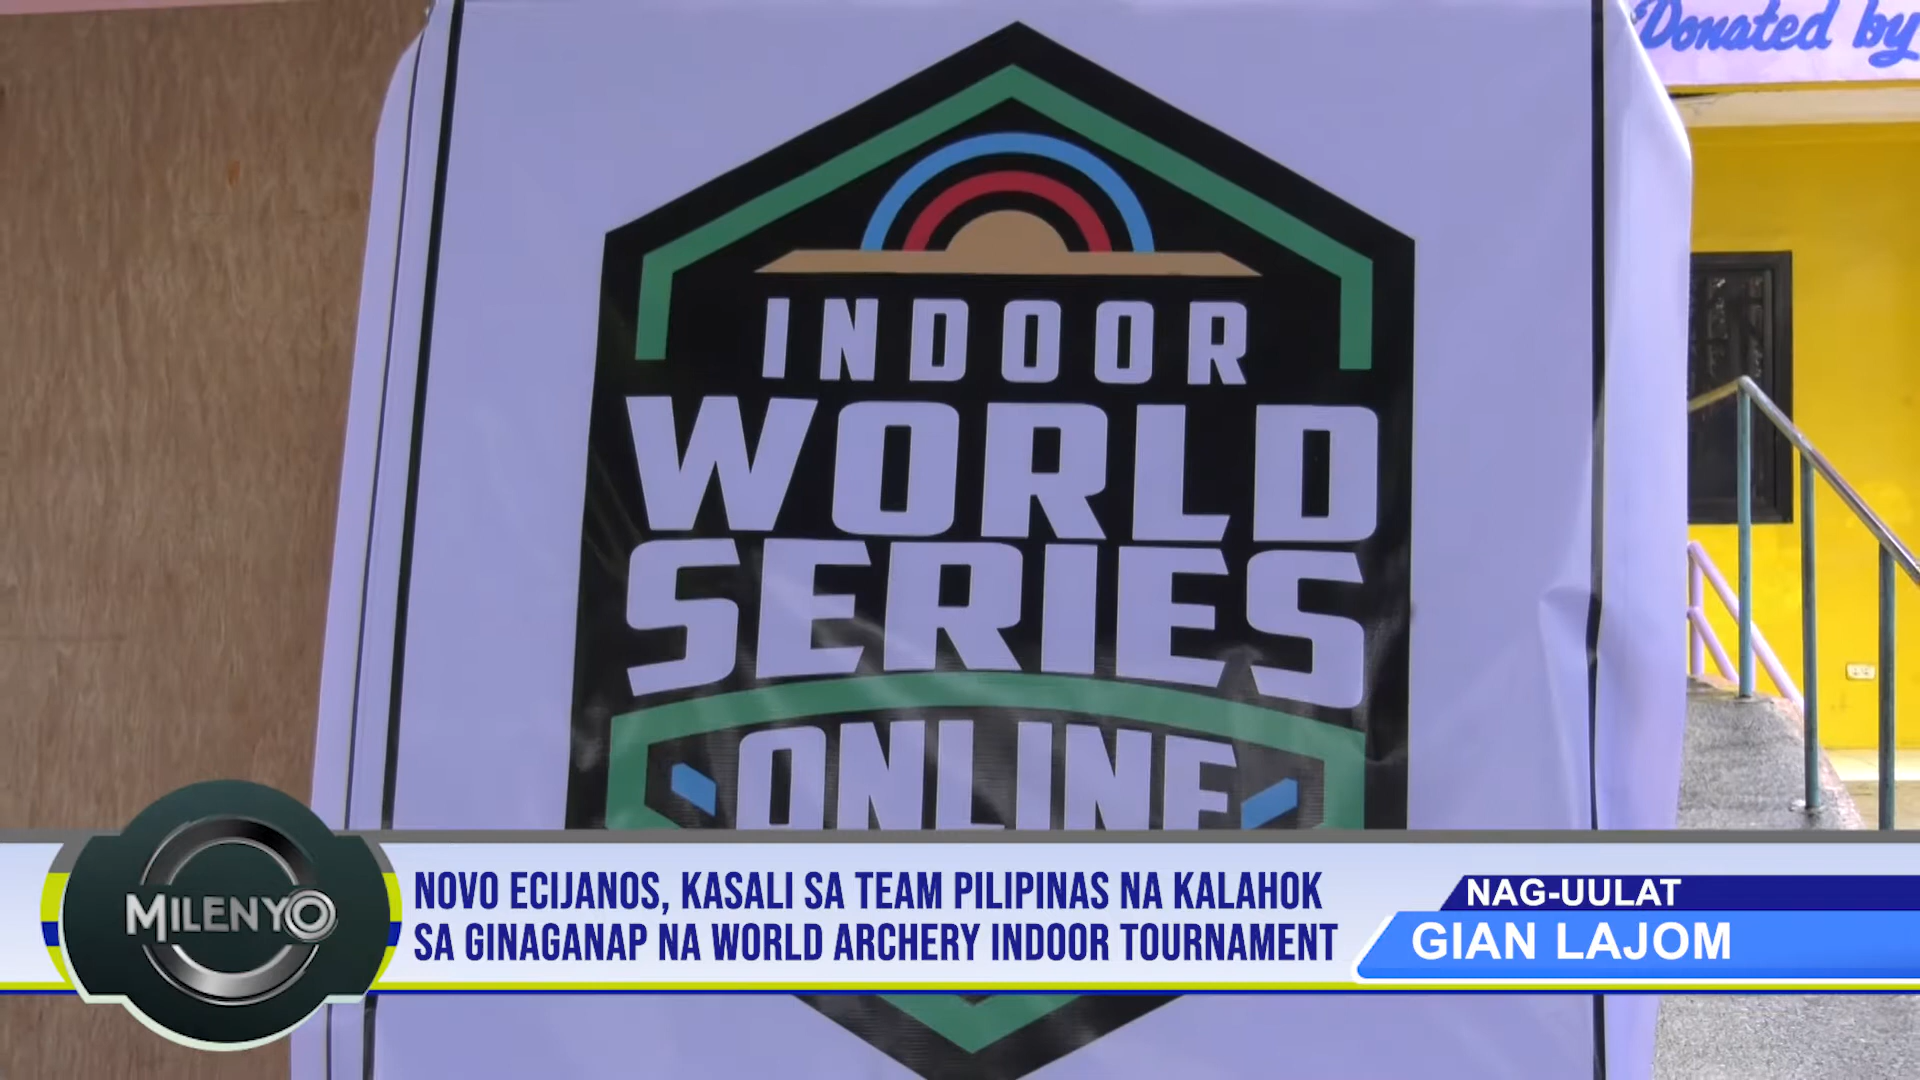 Donated by
INDOOR
WORLD
SERIES
ONLINE
MILENYO
NOVO ECIJANOS, KASALI SA TEAM PILIPINAS NA KALAHOK
SA GINAGANAP NA WORLD ARCHERY INDOOR TOURNAMENT
NAG-UULAT
GIAN LAJOM